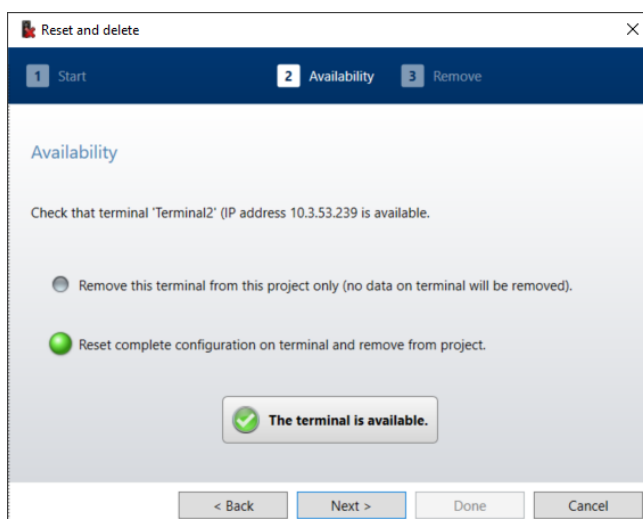 Reset and delete
1 Start 2 Availability 3 Remove
Availability
Check that terminal 'Terminal2' (IP address 10.3.53.239 is available.
Remove this terminal from this project only (no data on terminal will be removed).
Reset complete configuration on terminal and remove from project.
The terminal is available.
< Back Next > Done Cancel